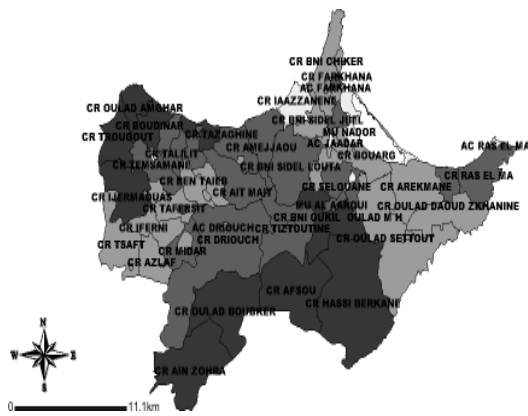 CR BNI CHIKER
CR FARKHANA
AC FARKHANA
CR IAAZZANENE
CR OULAD AMGHAR
CR BNI SIDEL JBEL
CR BOUDINAR
MU NADOR
CR TAZAGHINE
CR TROUGOUT
AC JAADAR
CR AMEJJAOU
AC RAS EL MA
CR TALILIT
CR BOUARG
CR TEMSAMANE
CR BNI SIDEL LOUTA
CR RAS EL MA
CR BEN TAIEB
CR SELOUANE
CR AREKMANE
CR AIT MAIT
CR IJERMAOUAS
MU AL AAROUI
CR OULAD DAOUD ZKHANINE
CR TAFERSIT
CR BNI OUKIL OULAD M H
CR IFERNI
AC DRIOUCH
CR TIZTOUTINE
CR DRIOUCH
CR OULAD SETTOUT
CR TSAFT
CR MIDAR
CR AZLAF
CR AFSOU
CR HASSI BERKANE
CR OULAD BOUBKER
N
W E
S
CR AIN ZOHRA
0 11.1km